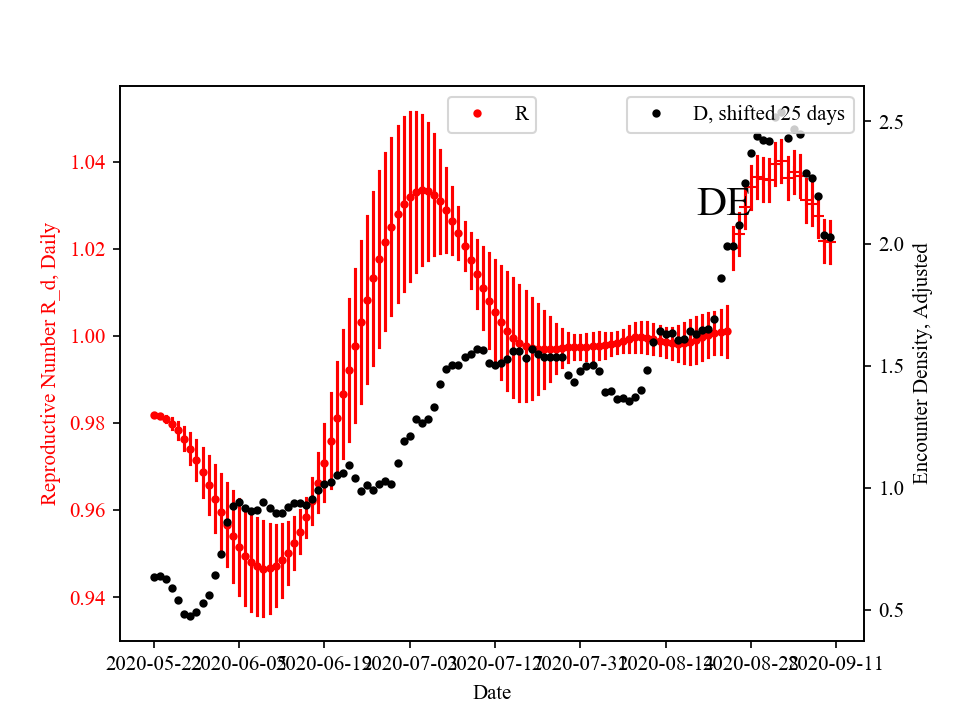 R
D, shifted 25 days
DE
Reproductive Number R_d, Daily
1.04
1.02
1.00
0.98
0.96
0.94
2.5
2.0
1.5
1.0
0.5
Encounter Density, Adjusted
2020-05-22 2020-06-05 2020-06-19 2020-07-03 2020-07-17 2020-07-31 2020-08-14 2020-08-28 2020-09-11
Date